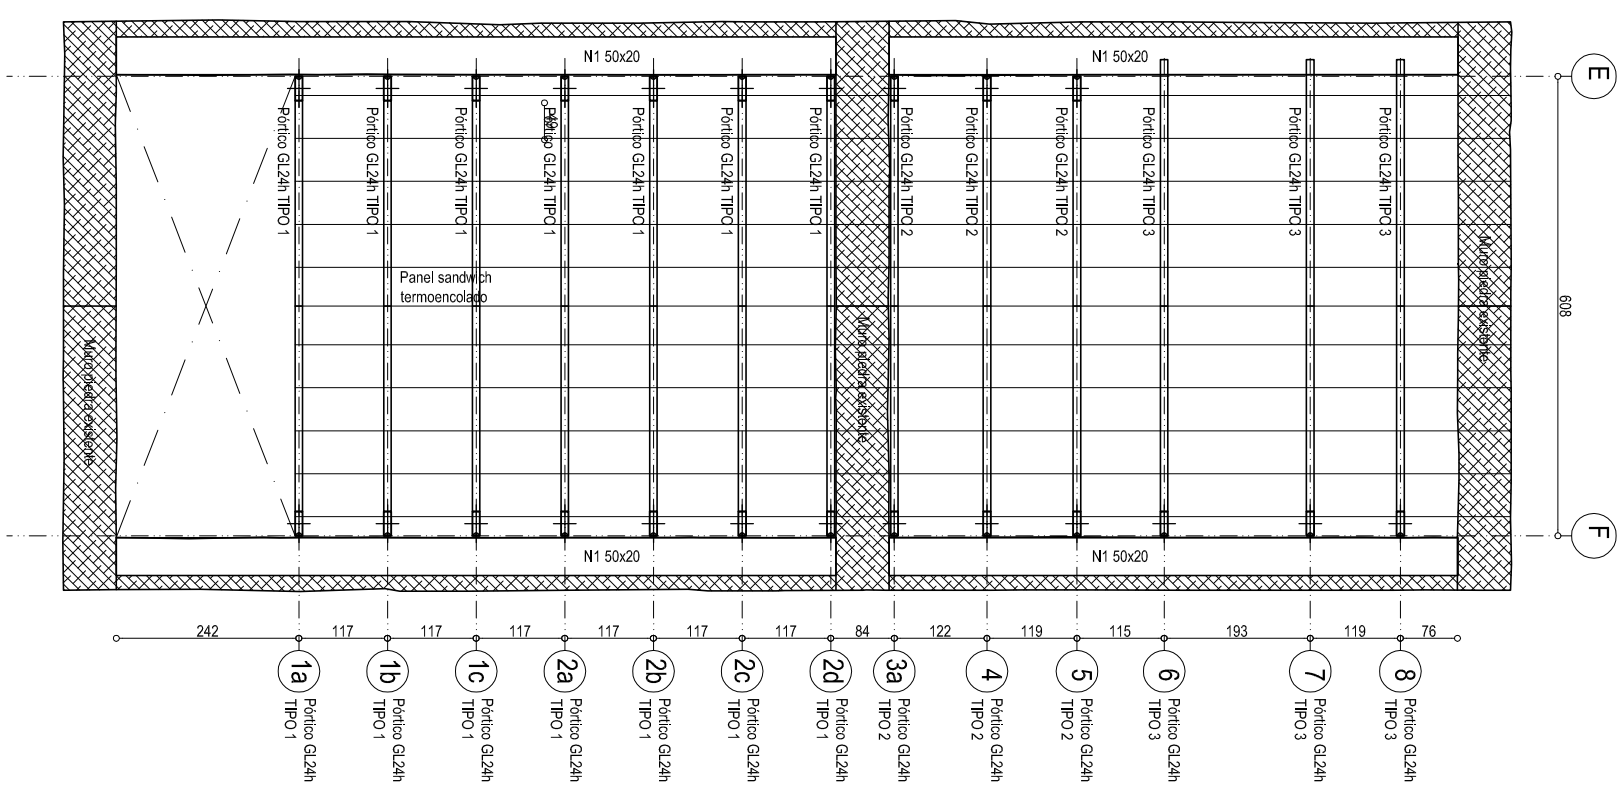 N1 50x20
N1 50x20
E
Pórtico GL24h TIPO 1
Pórtico GL24h TIPO 1
Pórtico GL24h TIPO 1
Pórtico GL24h TIPO 1
Pórtico GL24h TIPO 1
Pórtico GL24h TIPO 1
Pórtico GL24h TIPO 1
Pórtico GL24h TIPO 2
Pórtico GL24h TIPO 2
Pórtico GL24h TIPO 2
Pórtico GL24h TIPO 3
Pórtico GL24h TIPO 3
Pórtico GL24h TIPO 3
Panel sandwich
termoencolado
Muro piedra existente
Muro piedra existente
Muro piedra existente
608
F
N1 50x20
N1 50x20
242
117
117
117
117
117
117
84
122
119
115
193
119
76
1a
1b
1c
2a
2b
2c
2d
3a
4
5
6
7
8
Pórtico GL24h
TIPO 1
Pórtico GL24h
TIPO 1
Pórtico GL24h
TIPO 1
Pórtico GL24h
TIPO 1
Pórtico GL24h
TIPO 1
Pórtico GL24h
TIPO 1
Pórtico GL24h
TIPO 1
Pórtico GL24h
TIPO 2
Pórtico GL24h
TIPO 2
Pórtico GL24h
TIPO 2
Pórtico GL24h
TIPO 3
Pórtico GL24h
TIPO 3
Pórtico GL24h
TIPO 3